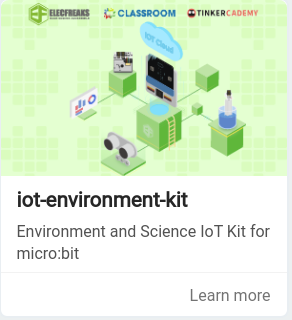 ELECFREAKS CLASSROOM TINKERCADEMY
IOT Cloud
iot-environment-kit
Environment and Science IoT Kit for
micro:bit
Learn more